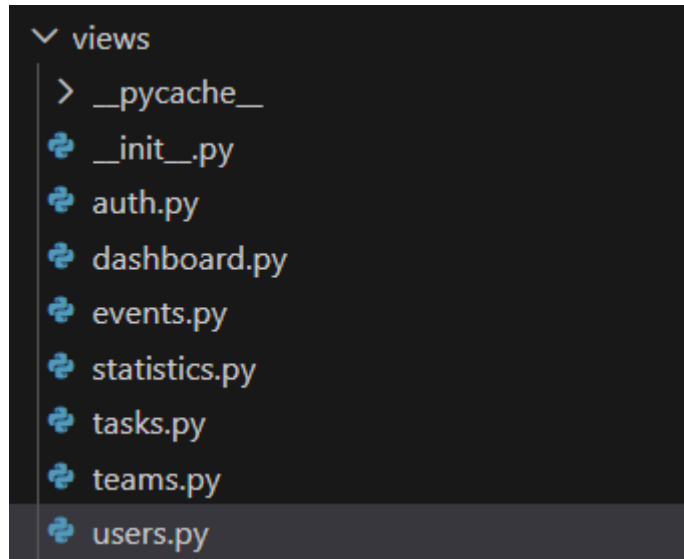 views
__pycache__
__init__.py
auth.py
dashboard.py
events.py
statistics.py
tasks.py
teams.py
users.py